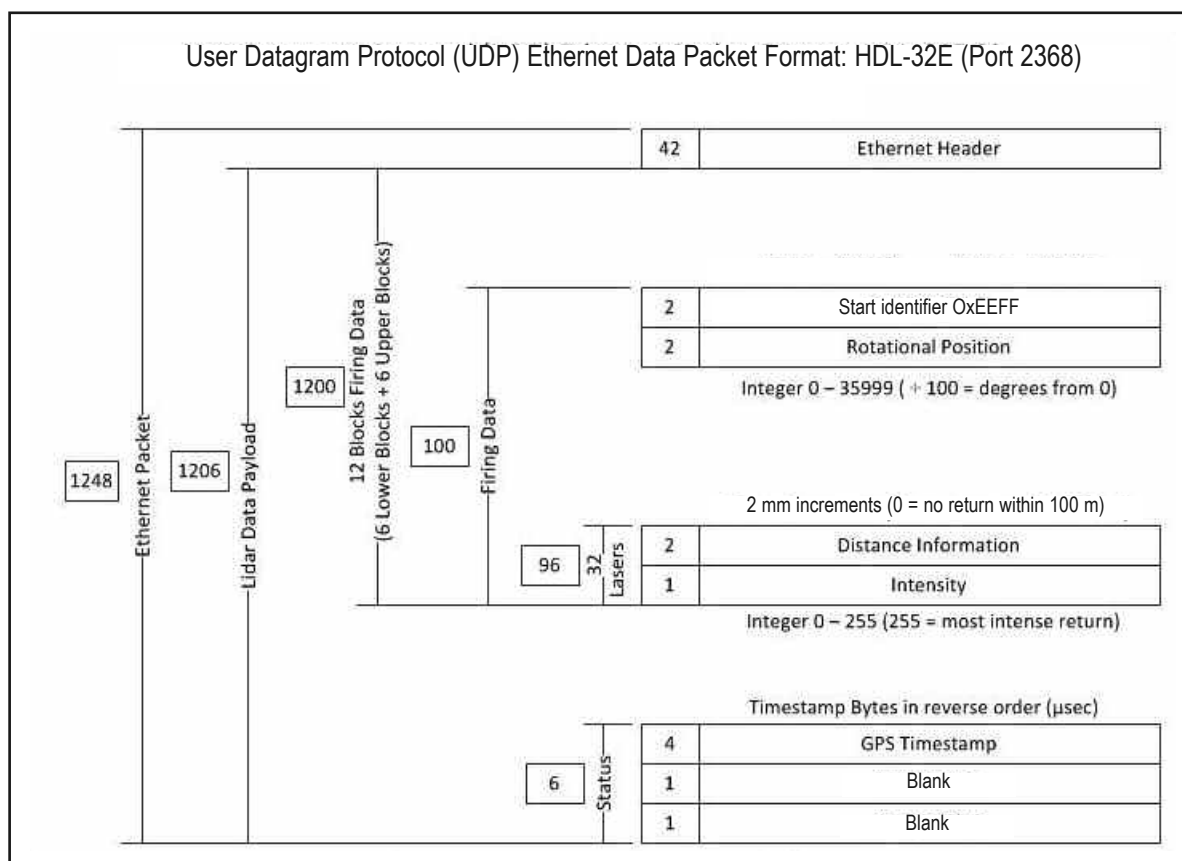 User Datagram Protocol (UDP) Ethernet Data Packet Format: HDL-32E (Port 2368)
42 Ethernet Header
2 Start identifier OxEEFF
2 Rotational Position
Integer 0 – 35999 ( ÷ 100 = degrees from 0)
1248
Ethernet Packet
1206
Lidar Data Payload
1200
12 Blocks Firing Data
(6 Lower Blocks + 6 Upper Blocks)
100
Firing Data
2 mm increments (0 = no return within 100 m)
96
32
Lasers
2 Distance Information
1 Intensity
Integer 0 – 255 (255 = most intense return)
Timestamp Bytes in reverse order (µsec)
6
Status
4 GPS Timestamp
1 Blank
1 Blank